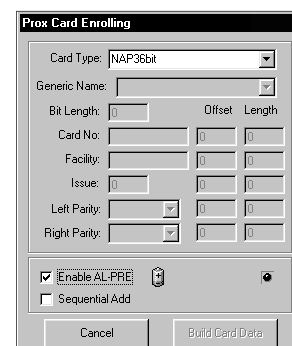 Prox Card Enrolling
Card Type: NAP36bit
Generic Name:
Bit Length: 0 Offset Length
Card No: 0 0
Facility: 0 0
Issue: 0 0 0
Left Parity: 0 0
Right Parity: 0 0
Enable AL-PRE
Sequential Add
Cancel Build Card Data